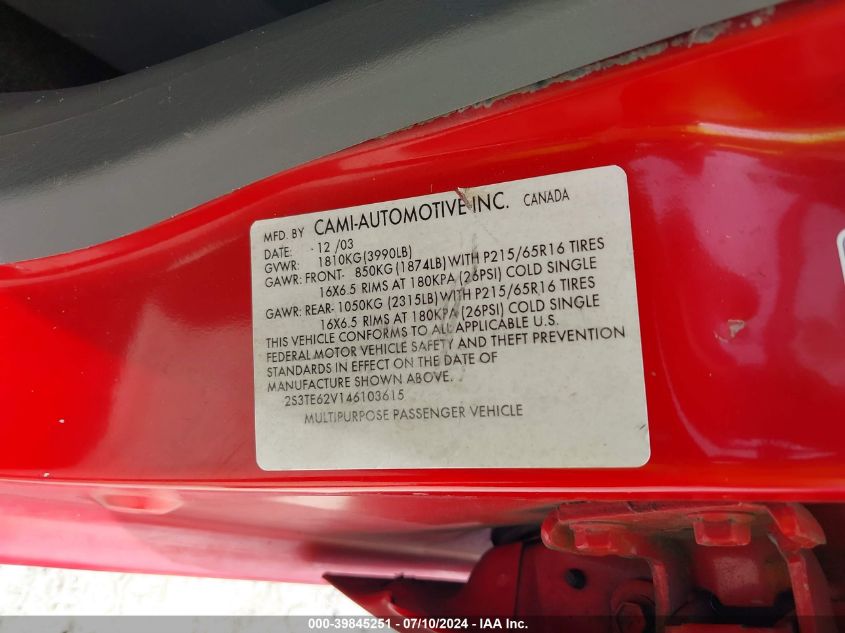 MFD. BY CAMI-AUTOMOTIVE INC. CANADA
DATE: - 12 /03
GVWR: 1810KG(3990LB)
GAWR: FRONT- 850KG(1874LB)WITH P215/65R16 TIRES
16X6.5 RIMS AT 180KPA (26PSI) COLD SINGLE
GAWR: REAR- 1050KG (2315LB)WITH P215/65R16 TIRES
16X6.5 RIMS AT 180KPA (26PSI) COLD SINGLE
THIS VEHICLE CONFORMS TO ALL APPLICABLE U.S.
FEDERAL MOTOR VEHICLE SAFETY AND THEFT PREVENTION
STANDARDS IN EFFECT ON THE DATE OF
MANUFACTURE SHOWN ABOVE.
2S3TE62V146103615
MULTIPURPOSE PASSENGER VEHICLE
000-39845251 - 07/10/2024 - IAA Inc.